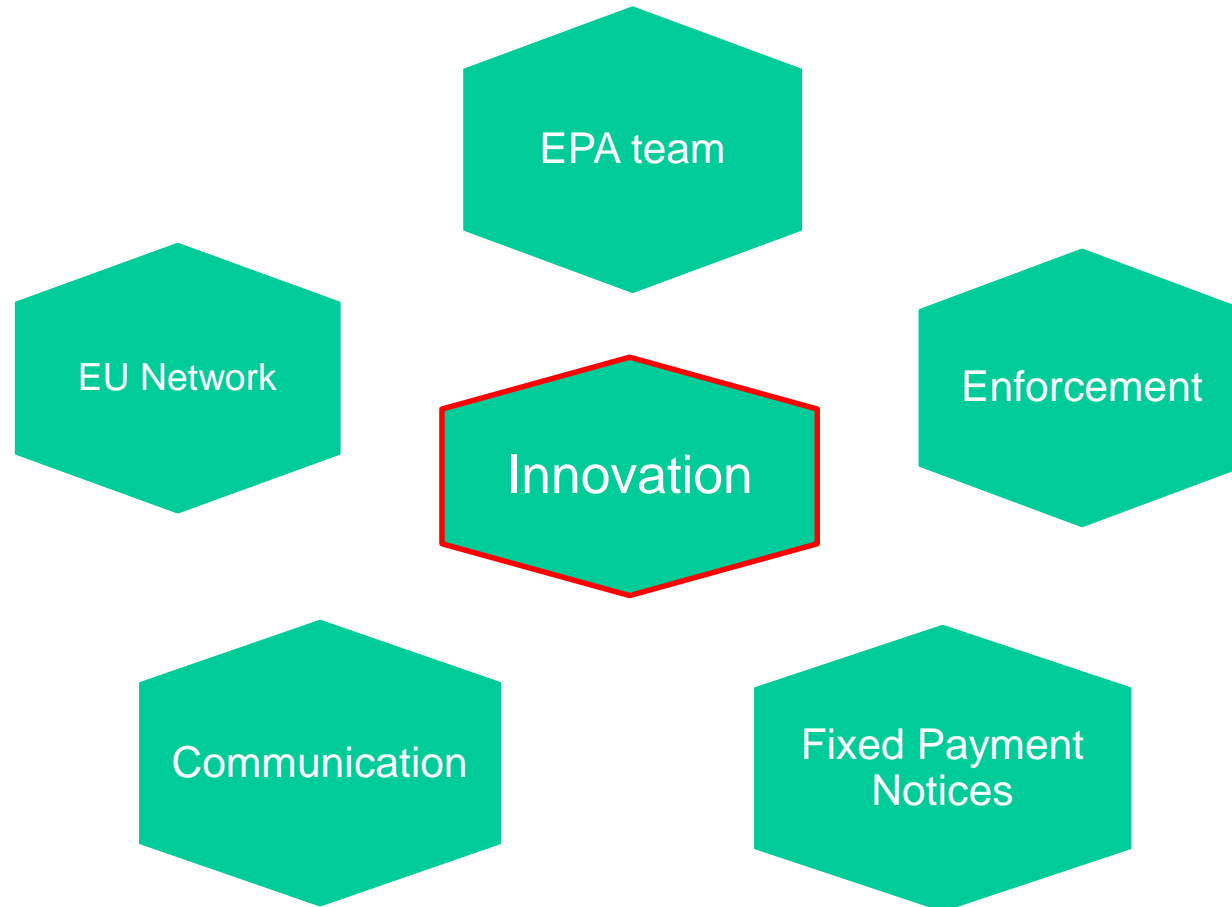 EPA team
EU Network
Enforcement
Innovation
Communication
Fixed Payment
Notices